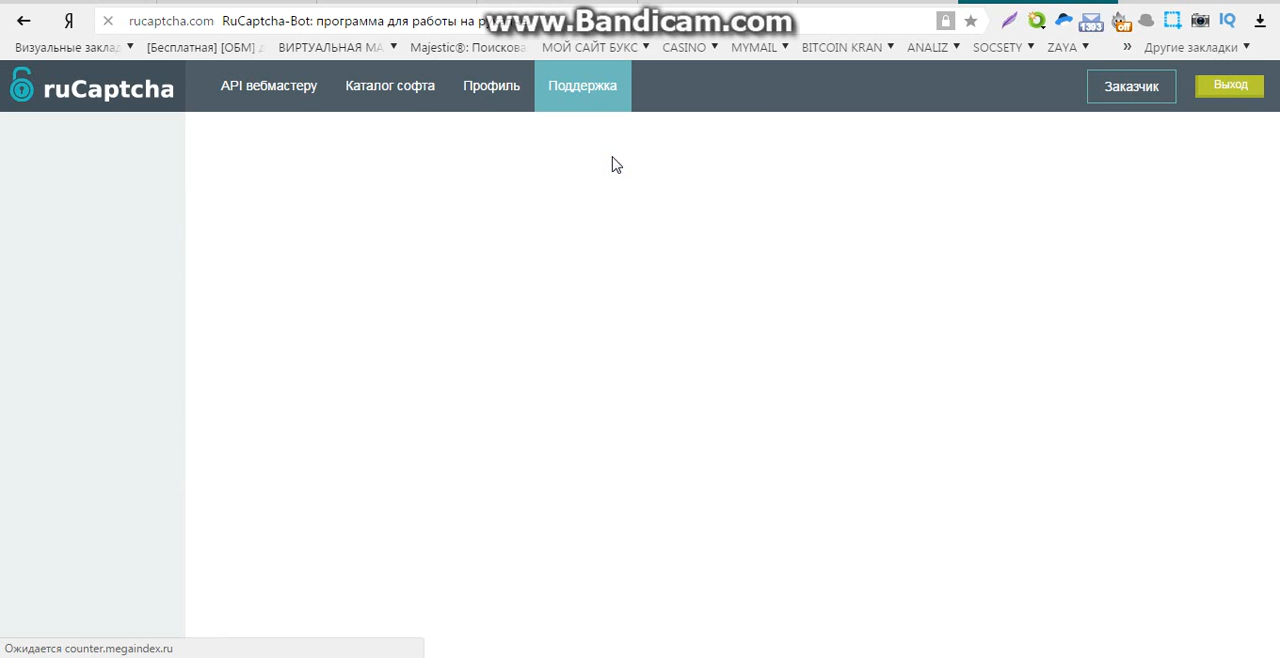 www.Bandicam.com
Я rucaptcha.com RuCaptcha-Bot: программа для работы на
Визуальные заклад [Бесплатная] [ОБМ] ВИРТУАЛЬНАЯ МА Majestic®: Поискова МОЙ САЙТ БУКС CASINO MYMAIL BITCOIN KRAN ANALIZ SOCSETY ZAYA » Другие закладки
ruCaptcha API вебмастеру Каталог софта Профиль Поддержка Заказчик Выход
Ожидается counter.megaindex.ru